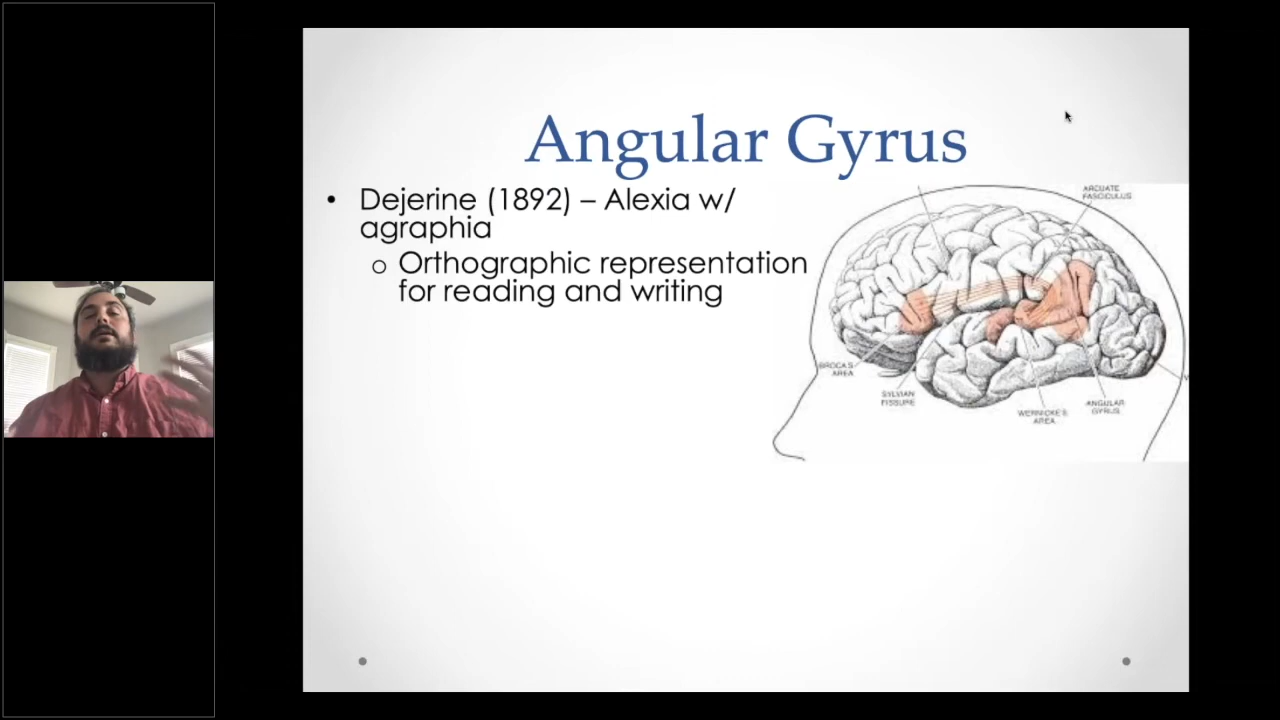 Angular Gyrus
• Dejerine (1892) – Alexia w/
agraphia
o Orthographic representation
for reading and writing
ARCUATE
FASCICULUS
BROCA'S
AREA
SYLVIAN
FISSURE
WERNICKE'S
AREA
ANGULAR
GYRUS